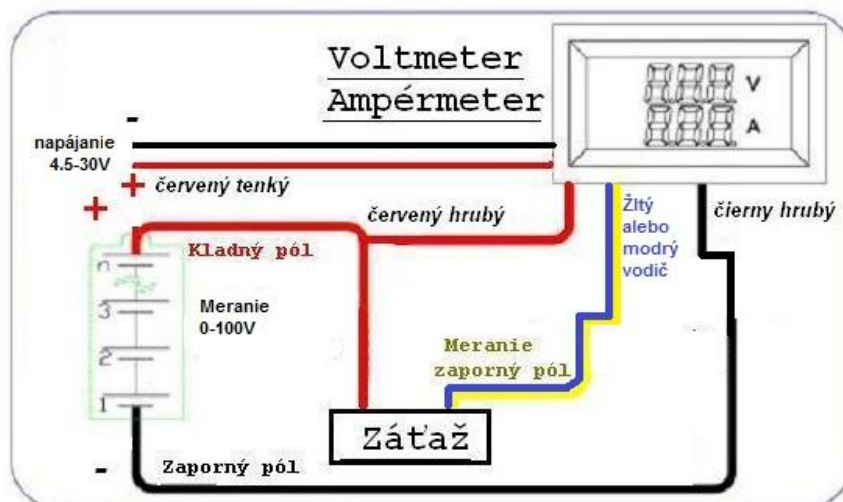 Voltmeter
Ampérmeter
V
A
-
napájanie
4.5-30V
+
červený tenký
+
červený hrubý
Žltý
alebo
modrý
vodič
čierny hrubý
Kladný pól
n
3
2
1
Meranie
0-100V
Meranie
zaporný pól
Záťaž
-
Zaporný pól